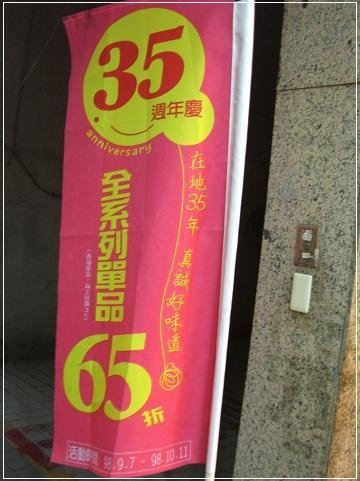 35
週年慶
anniversary
在地35年 真誠好味道
全系列單品
65
折
活動時間: 98.9.7 - 98.10.11